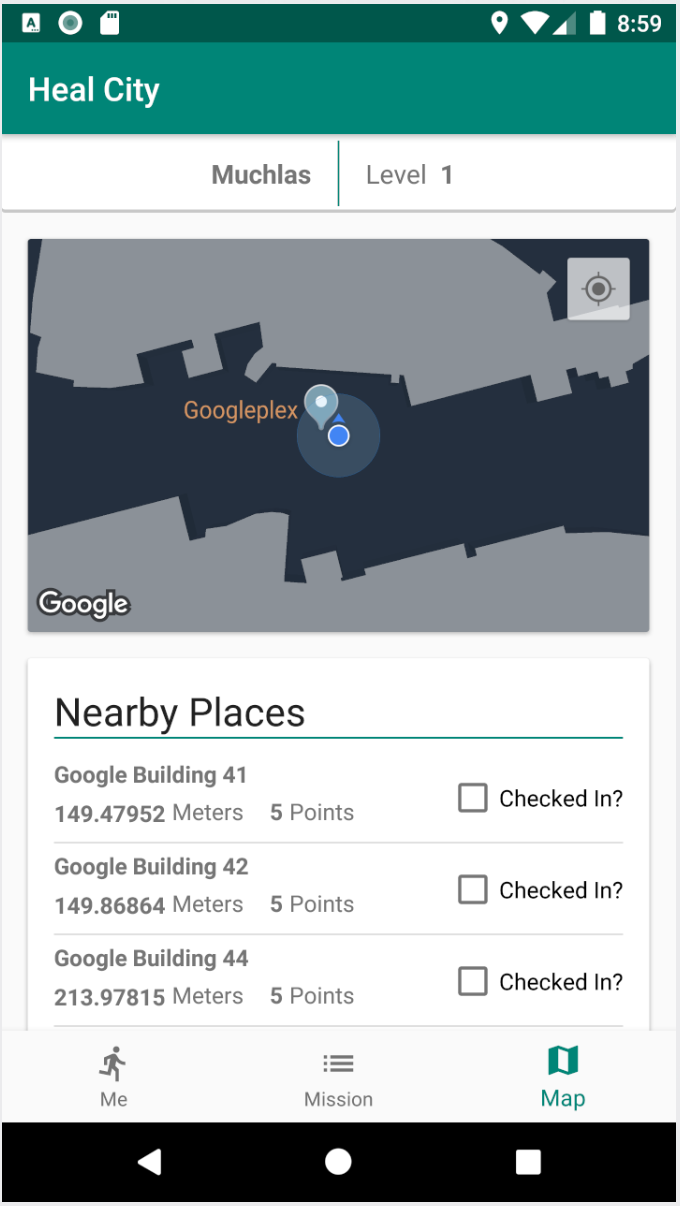 8:59
Heal City
Muchlas Level 1
Googleplex
Google
Nearby Places
Google Building 41
149.47952 Meters 5 Points Checked In?
Google Building 42
149.86864 Meters 5 Points Checked In?
Google Building 44
213.97815 Meters 5 Points Checked In?
Me Mission Map